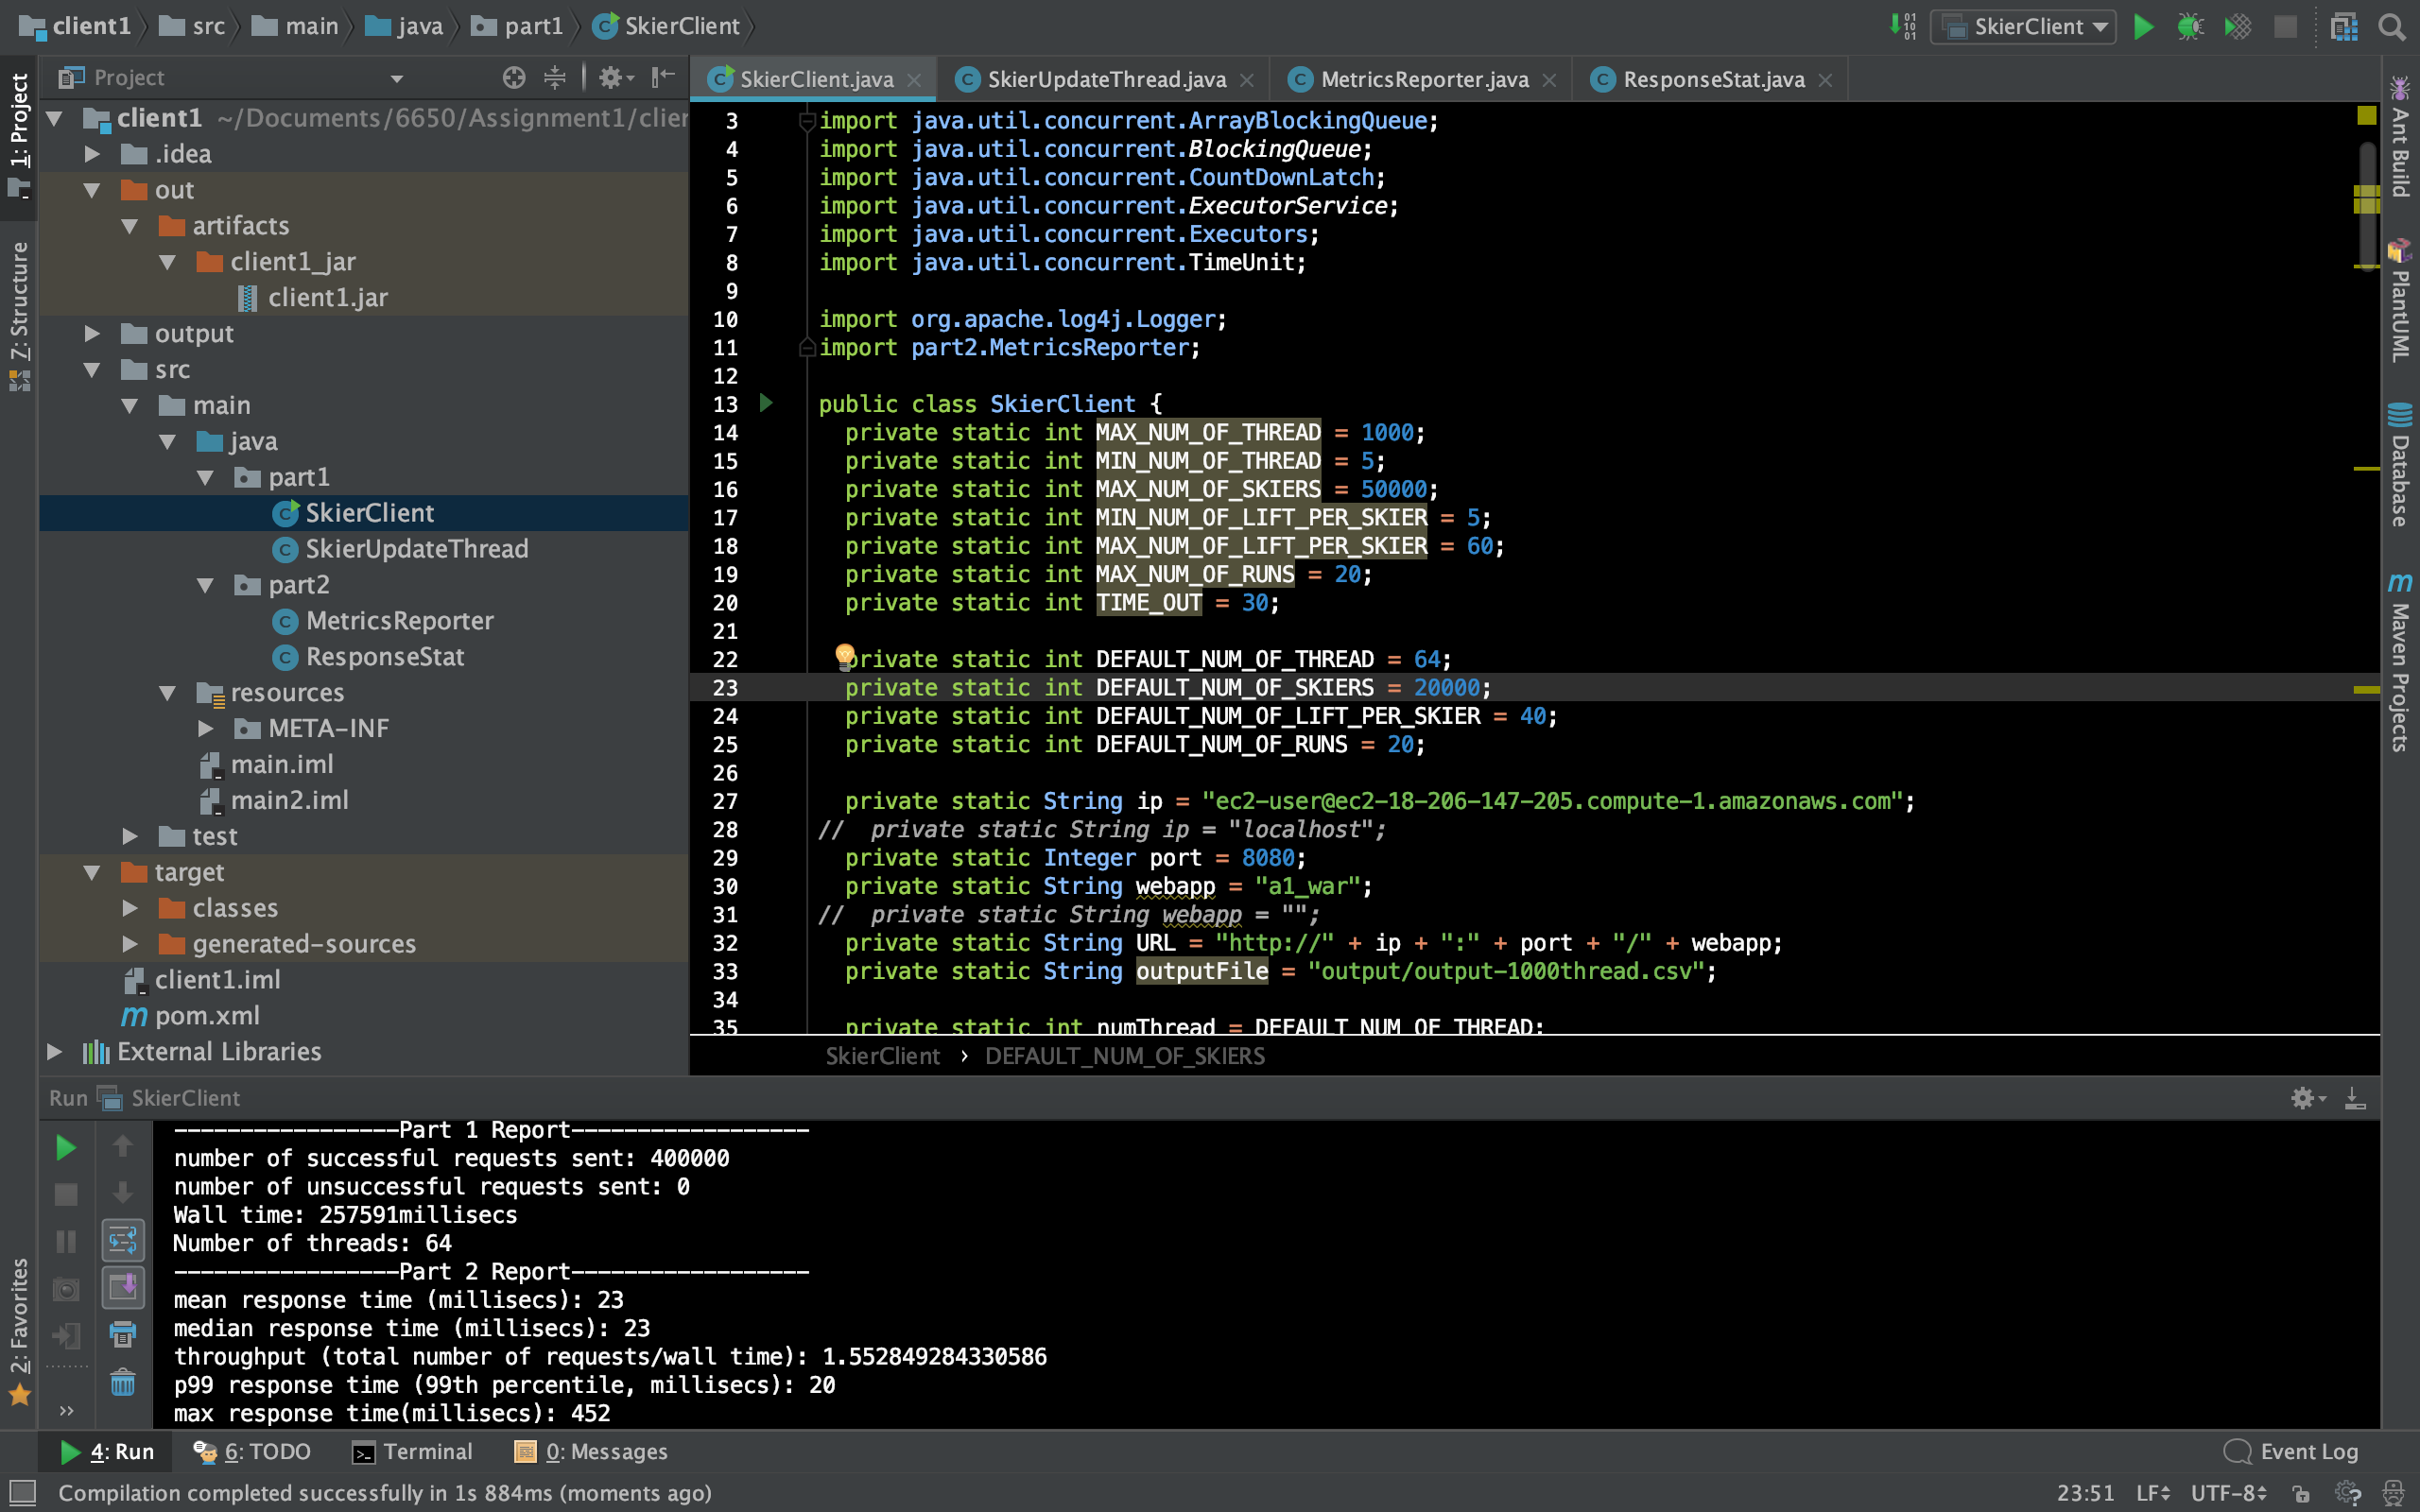 client1 src main java part1 SkierClient
SkierClient
Project
SkierClient.java SkierUpdateThread.java MetricsReporter.java ResponseStat.java
1: Project
Z: Structure
2: Favorites
client1 ~/Documents/6650/Assignment1/clier
.idea
out
artifacts
client1_jar
client1.jar
output
src
main
java
part1
SkierClient
SkierUpdateThread
part2
MetricsReporter
ResponseStat
resources
META-INF
main.iml
main2.iml
test
target
classes
generated-sources
client1.iml
pom.xml
External Libraries
3 import java.util.concurrent.ArrayBlockingQueue;
4 import java.util.concurrent.BlockingQueue;
5 import java.util.concurrent.CountDownLatch;
6 import java.util.concurrent.ExecutorService;
7 import java.util.concurrent.Executors;
8 import java.util.concurrent.TimeUnit;
9
10 import org.apache.log4j.Logger;
11 import part2.MetricsReporter;
12
13 public class SkierClient {
14 private static int MAX_NUM_OF_THREAD = 1000;
15 private static int MIN_NUM_OF_THREAD = 5;
16 private static int MAX_NUM_OF_SKIERS = 50000;
17 private static int MIN_NUM_OF_LIFT_PER_SKIER = 5;
18 private static int MAX_NUM_OF_LIFT_PER_SKIER = 60;
19 private static int MAX_NUM_OF_RUNS = 20;
20 private static int TIME_OUT = 30;
21
22 private static int DEFAULT_NUM_OF_THREAD = 64;
23 private static int DEFAULT_NUM_OF_SKIERS = 20000;
24 private static int DEFAULT_NUM_OF_LIFT_PER_SKIER = 40;
25 private static int DEFAULT_NUM_OF_RUNS = 20;
26
27 private static String ip = "ec2-user@ec2-18-206-147-205.compute-1.amazonaws.com";
28 // private static String ip = "localhost";
29 private static Integer port = 8080;
30 private static String webapp = "a1_war";
31 // private static String webapp = "";
32 private static String URL = "http://" + ip + ":" + port + "/" + webapp;
33 private static String outputFile = "output/output-1000thread.csv";
34
35 private static int numThread = DEFAULT_NUM_OF_THREAD;
SkierClient › DEFAULT_NUM_OF_SKIERS
Ant Build
PlantUML
Database
Maven Projects
Run SkierClient
-----------------Part 1 Report------------------
number of successful requests sent: 400000
number of unsuccessful requests sent: 0
Wall time: 257591millisecs
Number of threads: 64
-----------------Part 2 Report------------------
mean response time (millisecs): 23
median response time (millisecs): 23
throughput (total number of requests/wall time): 1.552849284330586
p99 response time (99th percentile, millisecs): 20
max response time(millisecs): 452
4: Run 6: TODO Terminal 0: Messages Event Log
Compilation completed successfully in 1s 884ms (moments ago) 23:51 LF UTF-8